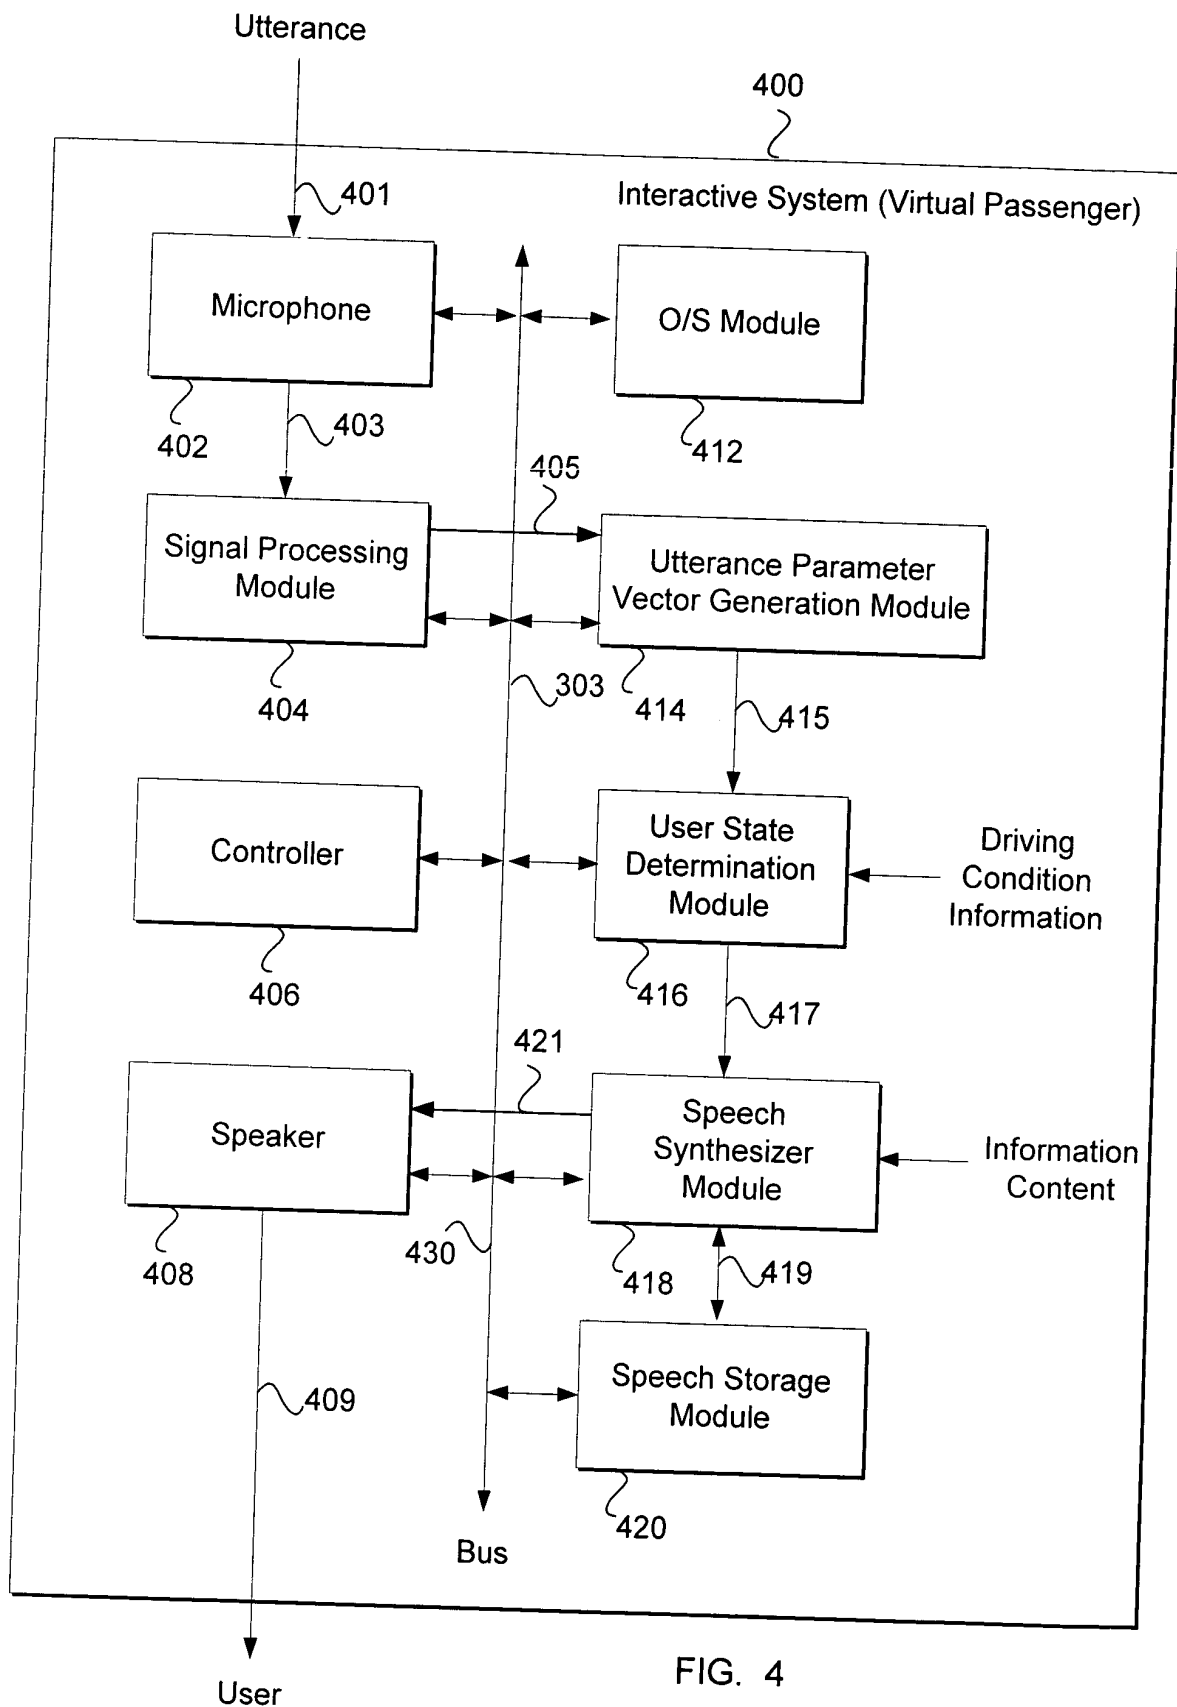 Utterance
400
401
Interactive System (Virtual Passenger)
Microphone
O/S Module
402
403
412
405
Signal Processing
Module
Utterance Parameter
Vector Generation Module
404
303
414
415
Controller
User State
Determination
Module
Driving
Condition
Information
406
416
417
421
Speaker
Speech
Synthesizer
Module
Information
Content
408
430
418
419
409
Speech Storage
Module
420
Bus
User
FIG. 4